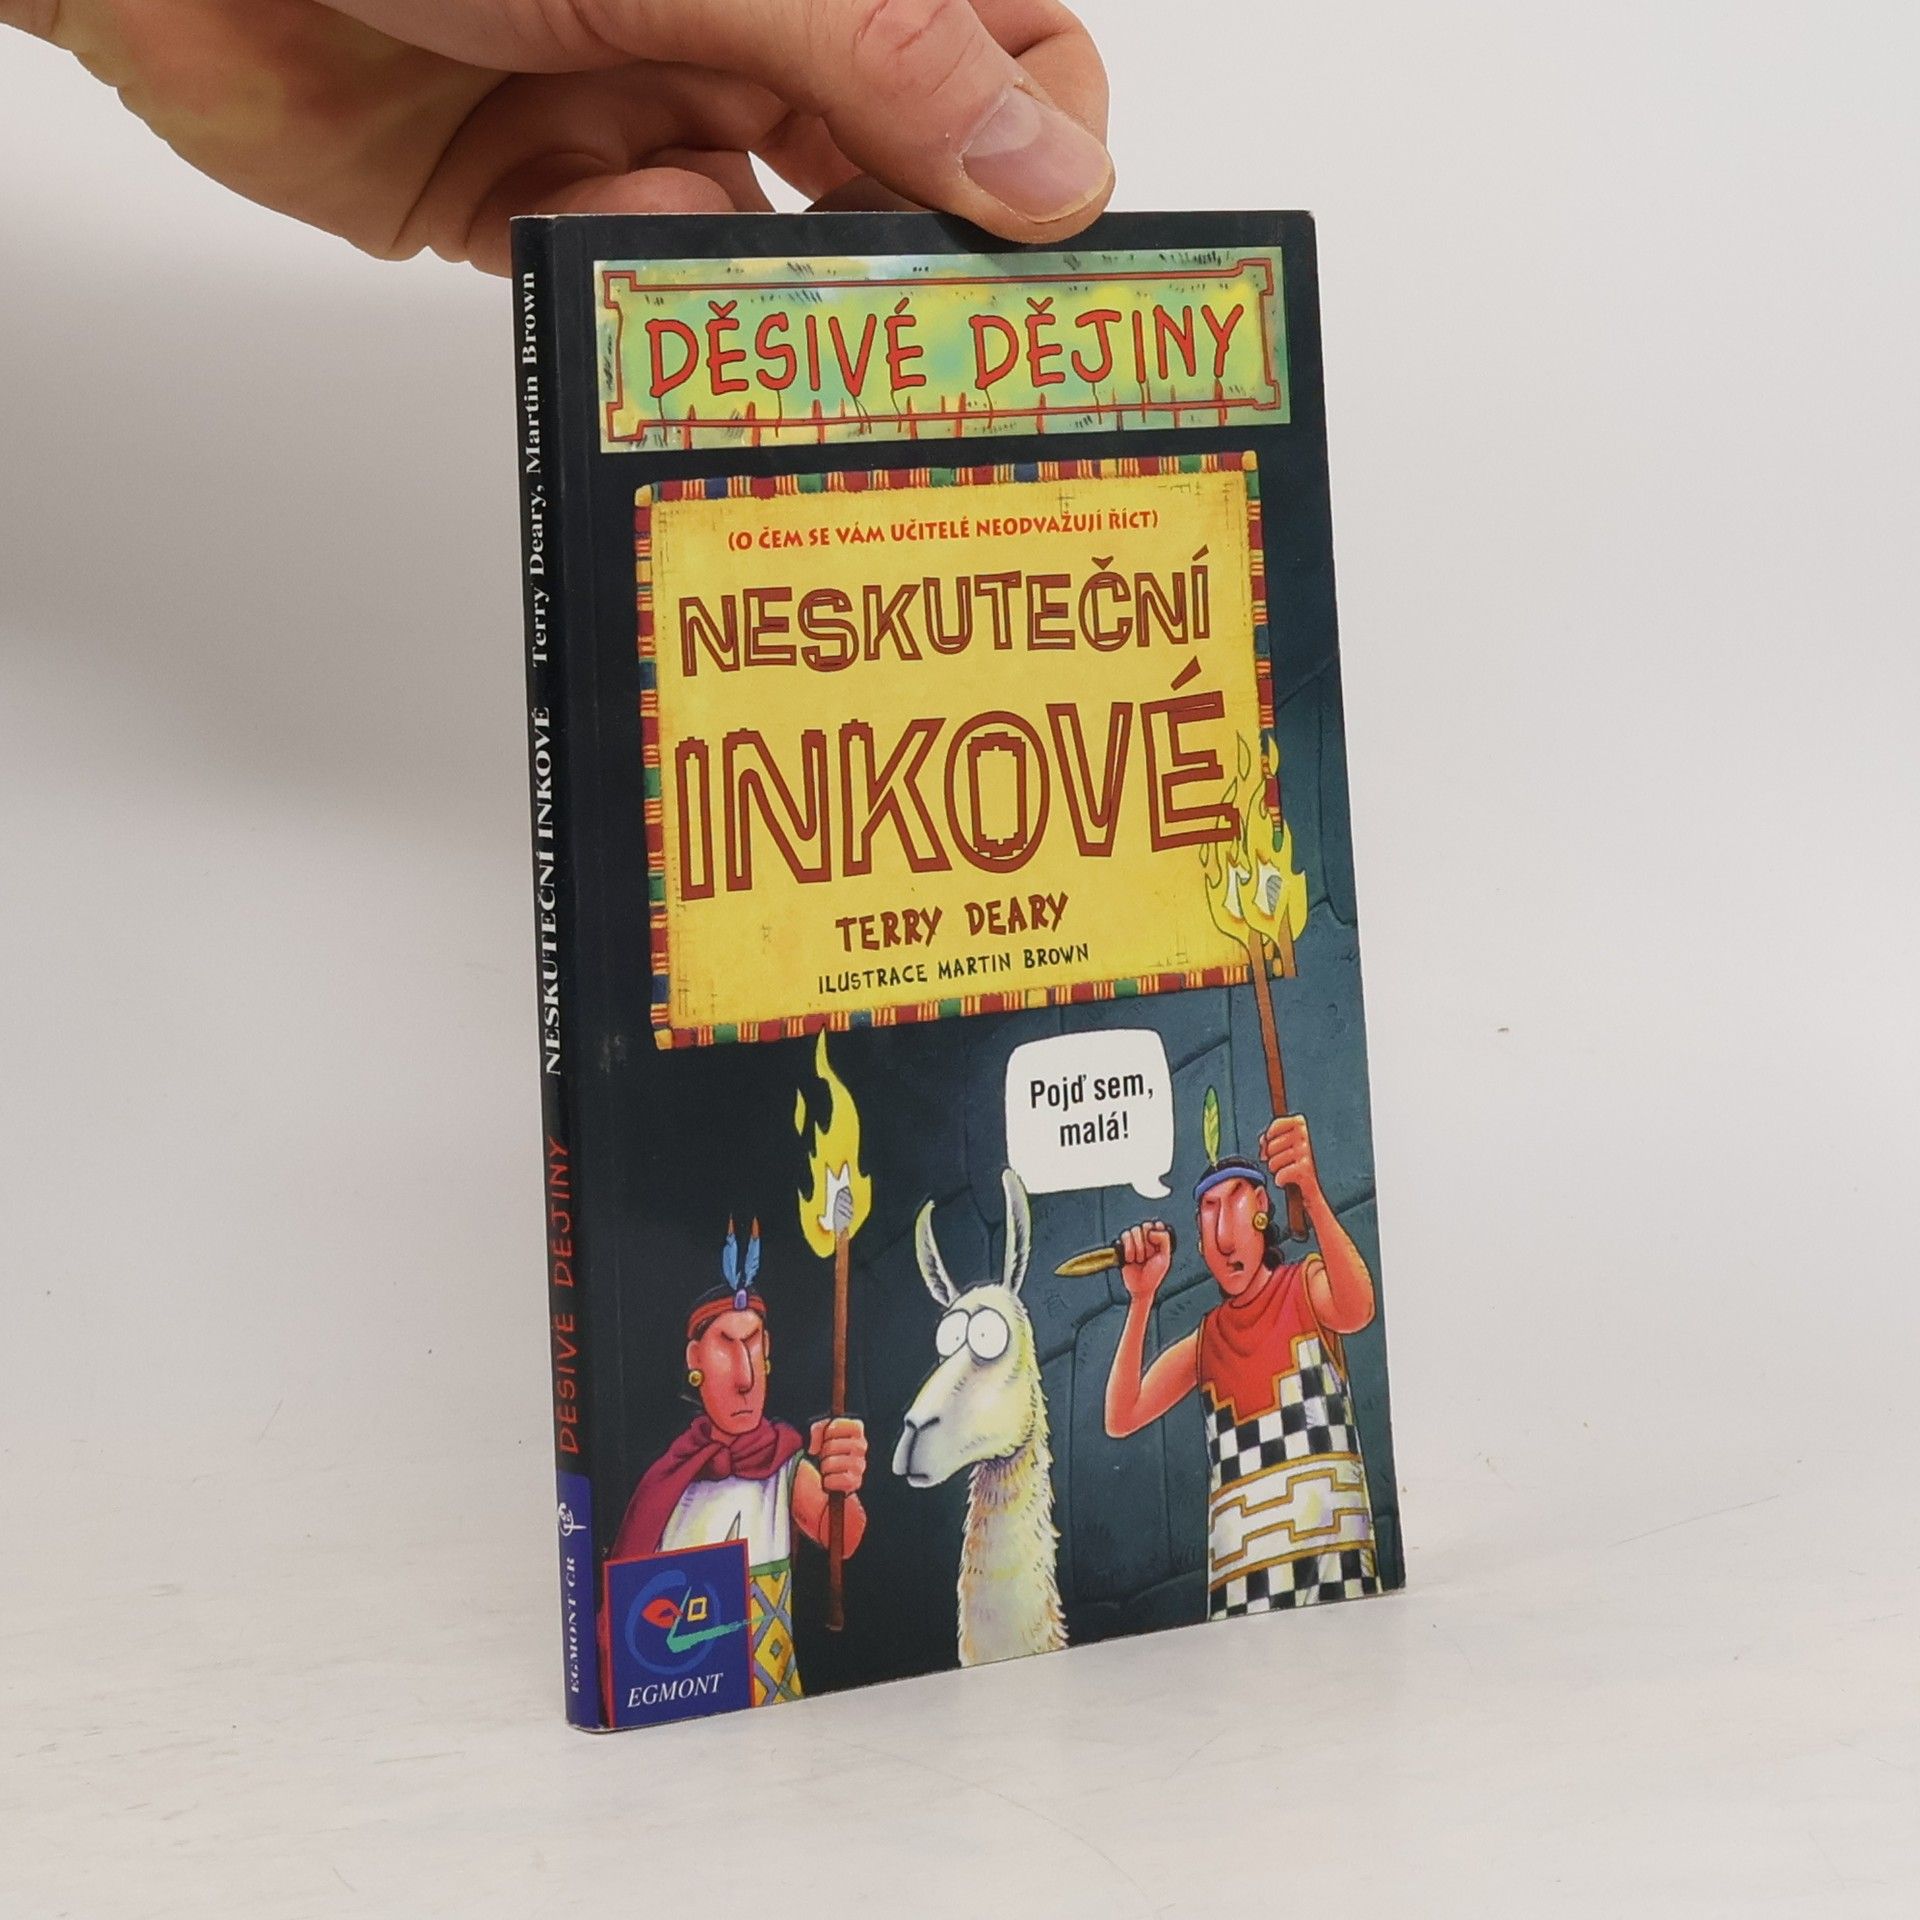 DĚSIVÉ DĚJINY
(O ČEM SE VÁM UČITELÉ NEODVAŽUJÍ ŘÍCT)
NESKUTEČNÍ
INKOVÉ
TERRY DEARY
ILUSTRACE MARTIN BROWN
Pojď sem,
malá!
EGMONT
EGMONT ČR DĚSIVÉ DĚJINY NESKUTEČNÍ INKOVÉ Terry Deary, Martin Brown